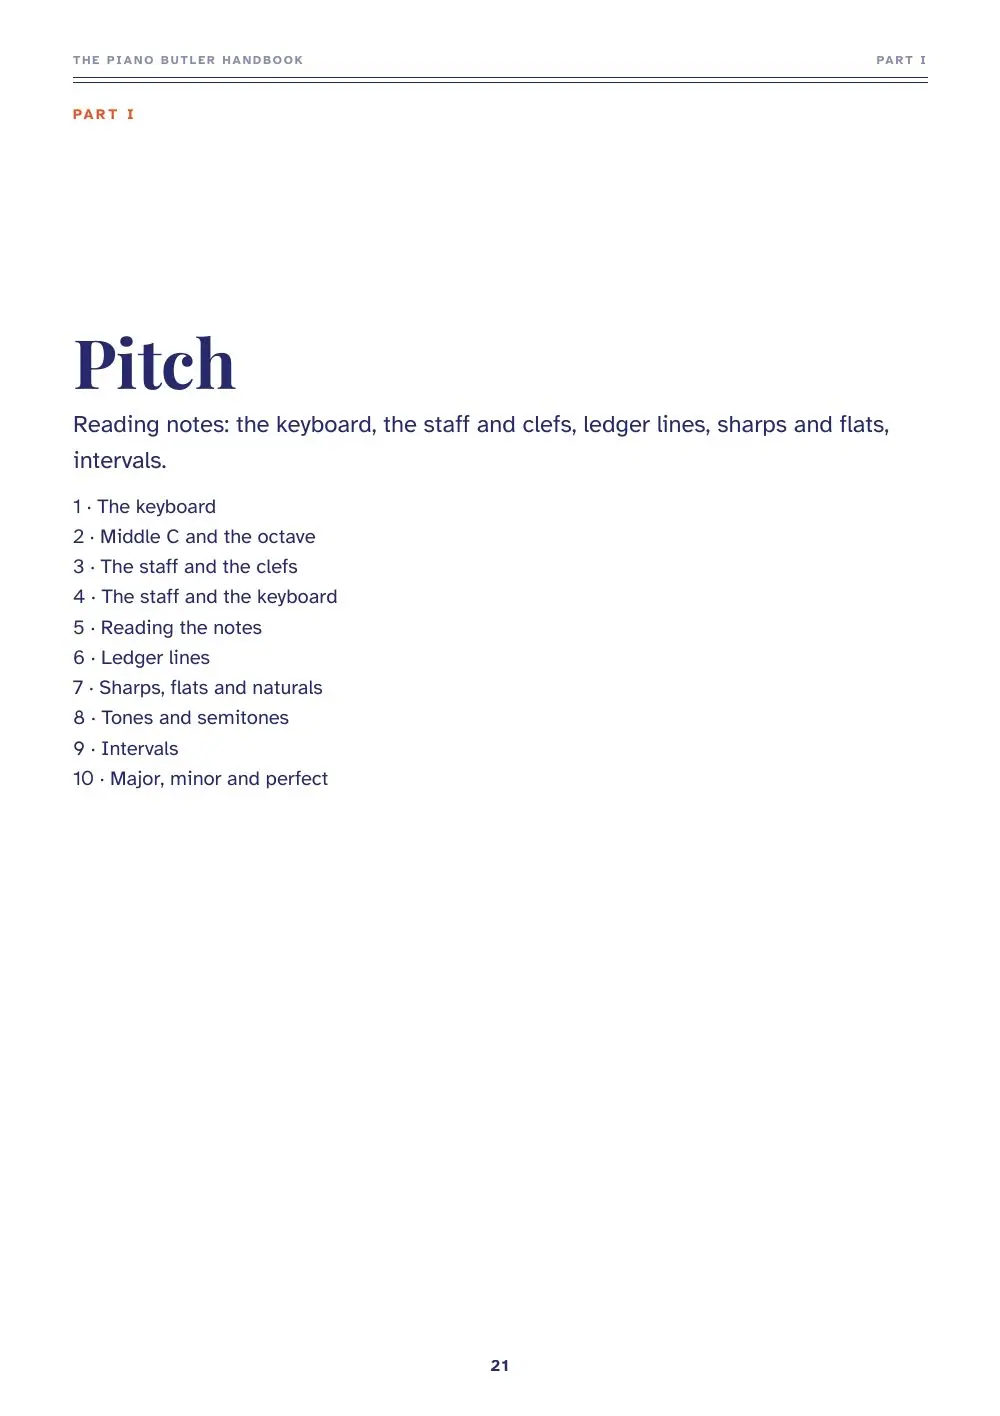 THE PIANO BUTLER HANDBOOK
PART I
PART I
Pitch
Reading notes: the keyboard, the staff and clefs, ledger lines, sharps and flats,
intervals.
1 · The keyboard
2 · Middle C and the octave
3 · The staff and the clefs
4 · The staff and the keyboard
5 · Reading the notes
6 · Ledger lines
7 · Sharps, flats and naturals
8 · Tones and semitones
9 · Intervals
10 · Major, minor and perfect
21